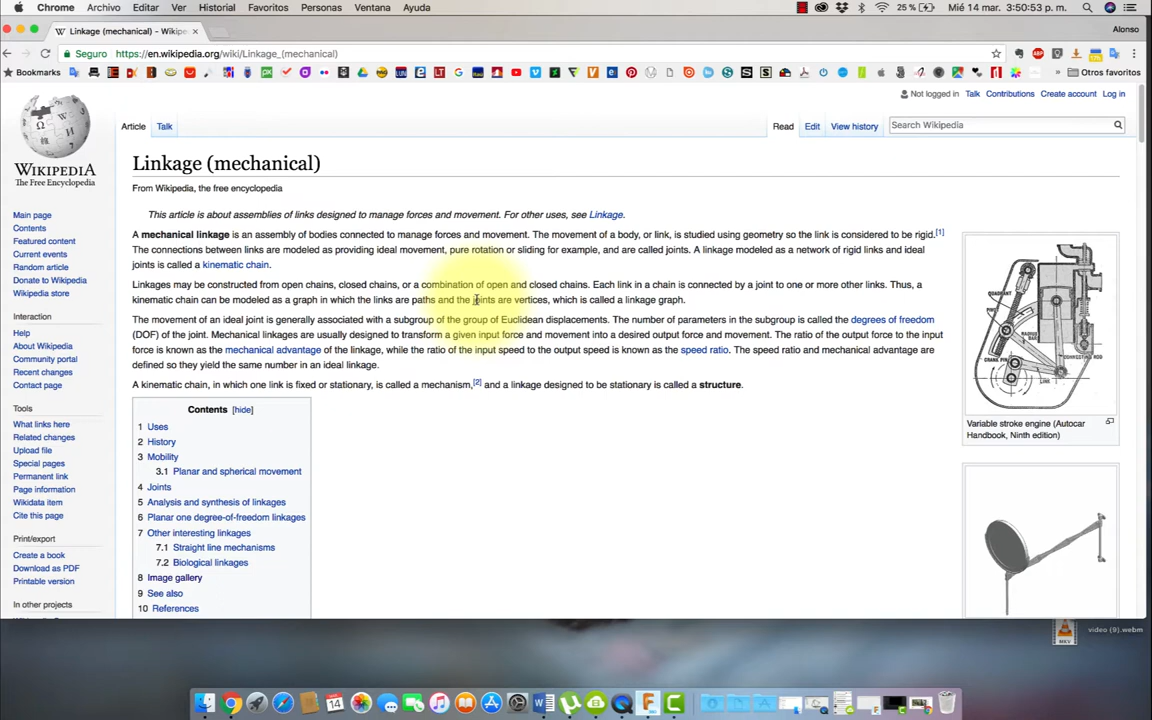 Chrome Archivo Editar Ver Historial Favoritos Personas Ventana Ayuda 25 % Mié 14 mar. 3:50:53 p. m.
Linkage (mechanical) – Wikipe × Alonso
Seguro https://en.wikipedia.org/wiki/Linkage_(mechanical)
Bookmarks » Otros favoritos
Not logged in Talk Contributions Create account Log in
Article Talk Read Edit View history Search Wikipedia
WIKIPEDIA
The Free Encyclopedia
Main page
Contents
Featured content
Current events
Random article
Donate to Wikipedia
Wikipedia store
Interaction
Help
About Wikipedia
Community portal
Recent changes
Contact page
Tools
What links here
Related changes
Upload file
Special pages
Permanent link
Page information
Wikidata item
Cite this page
Print/export
Create a book
Download as PDF
Printable version
In other projects
Linkage (mechanical)
From Wikipedia, the free encyclopedia
This article is about assemblies of links designed to manage forces and movement. For other uses, see Linkage.
A mechanical linkage is an assembly of bodies connected to manage forces and movement. The movement of a body, or link, is studied using geometry so the link is considered to be rigid.[1]
The connections between links are modeled as providing ideal movement, pure rotation or sliding for example, and are called joints. A linkage modeled as a network of rigid links and ideal
joints is called a kinematic chain.
Linkages may be constructed from open chains, closed chains, or a combination of open and closed chains. Each link in a chain is connected by a joint to one or more other links. Thus, a
kinematic chain can be modeled as a graph in which the links are paths and the joints are vertices, which is called a linkage graph.
The movement of an ideal joint is generally associated with a subgroup of the group of Euclidean displacements. The number of parameters in the subgroup is called the degrees of freedom
(DOF) of the joint. Mechanical linkages are usually designed to transform a given input force and movement into a desired output force and movement. The ratio of the output force to the input
force is known as the mechanical advantage of the linkage, while the ratio of the input speed to the output speed is known as the speed ratio. The speed ratio and mechanical advantage are
defined so they yield the same number in an ideal linkage.
A kinematic chain, in which one link is fixed or stationary, is called a mechanism,[2] and a linkage designed to be stationary is called a structure.
Contents [hide]
1 Uses
2 History
3 Mobility
3.1 Planar and spherical movement
4 Joints
5 Analysis and synthesis of linkages
6 Planar one degree-of-freedom linkages
7 Other interesting linkages
7.1 Straight line mechanisms
7.2 Biological linkages
8 Image gallery
9 See also
10 References
CRANK PIN
LINK
Variable stroke engine (Autocar
Handbook, Ninth edition)
video (9).webm
MKV
14